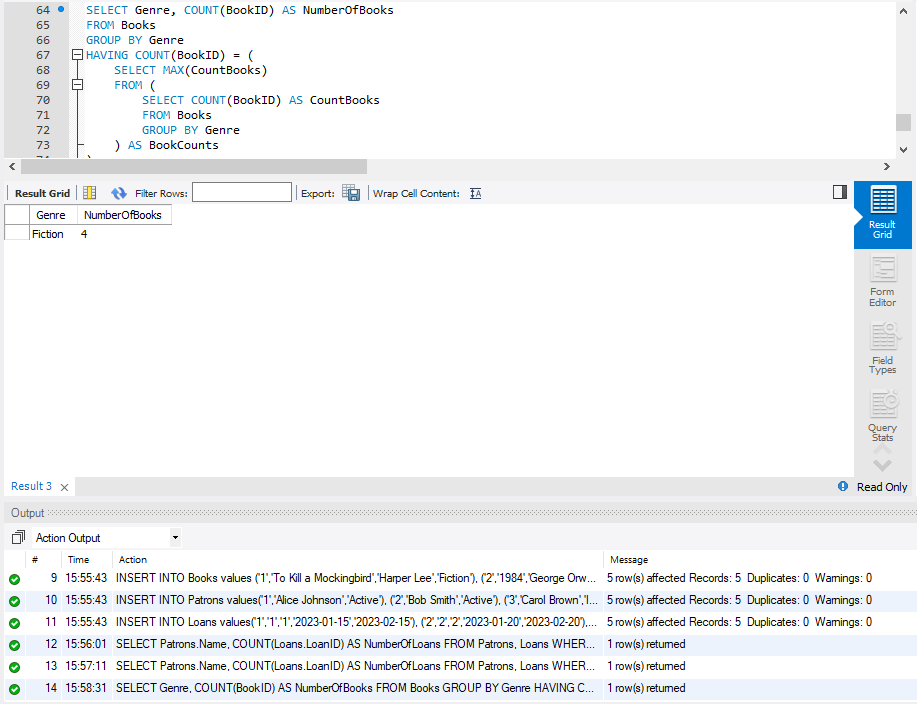 64 SELECT Genre, COUNT(BookID) AS NumberOfBooks
65 FROM Books
66 GROUP BY Genre
67 HAVING COUNT(BookID) = (
68 SELECT MAX(CountBooks)
69 FROM (
70 SELECT COUNT(BookID) AS CountBooks
71 FROM Books
72 GROUP BY Genre
73 ) AS BookCounts
Result Grid Filter Rows: Export: Wrap Cell Content:
Genre NumberOfBooks
Fiction 4
Result
Grid
Form
Editor
Field
Types
Query
Stats
Result 3 Read Only
Output
Action Output
# Time Action Message
9 15:55:43 INSERT INTO Books values ('1','To Kill a Mockingbird','Harper Lee','Fiction'), ('2','1984','George Orw... 5 row(s) affected Records: 5 Duplicates: 0 Warnings: 0
10 15:55:43 INSERT INTO Patrons values('1','Alice Johnson','Active'), ('2','Bob Smith','Active'), ('3','Carol Brown','I... 5 row(s) affected Records: 5 Duplicates: 0 Warnings: 0
11 15:55:43 INSERT INTO Loans values('1','1','1','2023-01-15','2023-02-15'), ('2','2','2','2023-01-20','2023-02-20'),... 5 row(s) affected Records: 5 Duplicates: 0 Warnings: 0
12 15:56:01 SELECT Patrons.Name, COUNT(Loans.LoanID) AS NumberOfLoans FROM Patrons, Loans WHER... 1 row(s) returned
13 15:57:11 SELECT Patrons.Name, COUNT(Loans.LoanID) AS NumberOfLoans FROM Patrons, Loans WHER... 1 row(s) returned
14 15:58:31 SELECT Genre, COUNT(BookID) AS NumberOfBooks FROM Books GROUP BY Genre HAVING C... 1 row(s) returned